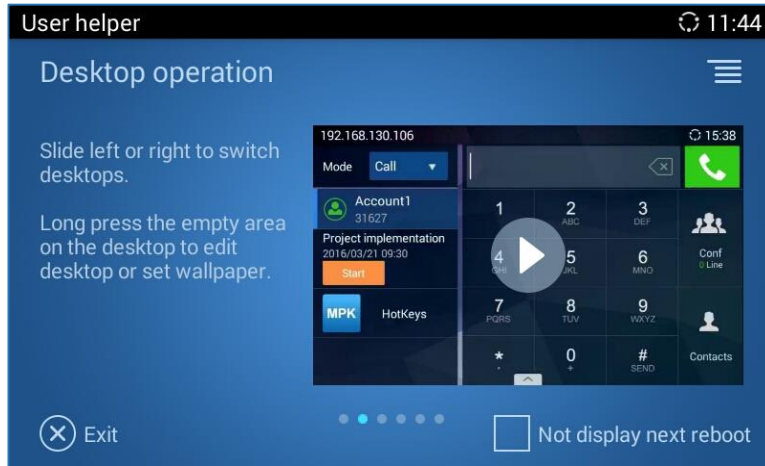 User helper
11:44
Desktop operation
Slide left or right to switch
desktops.
Long press the empty area
on the desktop to edit
desktop or set wallpaper.
192.168.130.106
15:38
Mode
Call
Account1
31627
Project implementation
2016/03/21 09:30
Start
MPK
HotKeys
1
2
ABC
3
DEF
4
GHI
5
JKL
6
MNO
7
PQRS
8
TUV
9
WXYZ
*
.
0
+
#
SEND
Conf
0 Line
Contacts
Exit
Not display next reboot